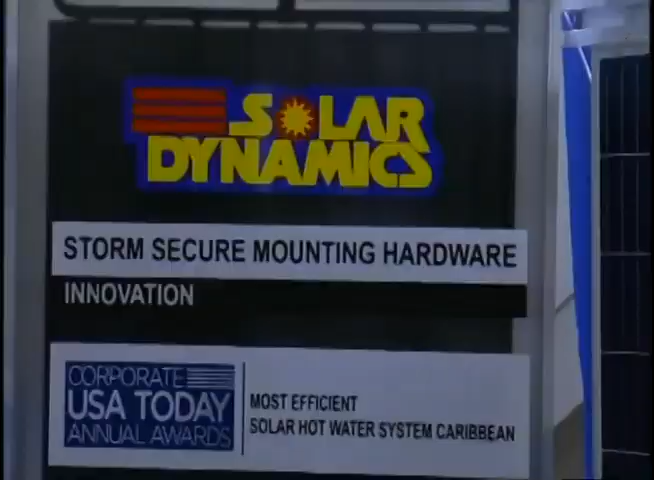 SOLAR
DYNAMICS
STORM SECURE MOUNTING HARDWARE
INNOVATION
CORPORATE
USA TODAY
ANNUAL AWARDS
MOST EFFICIENT
SOLAR HOT WATER SYSTEM CARIBBEAN